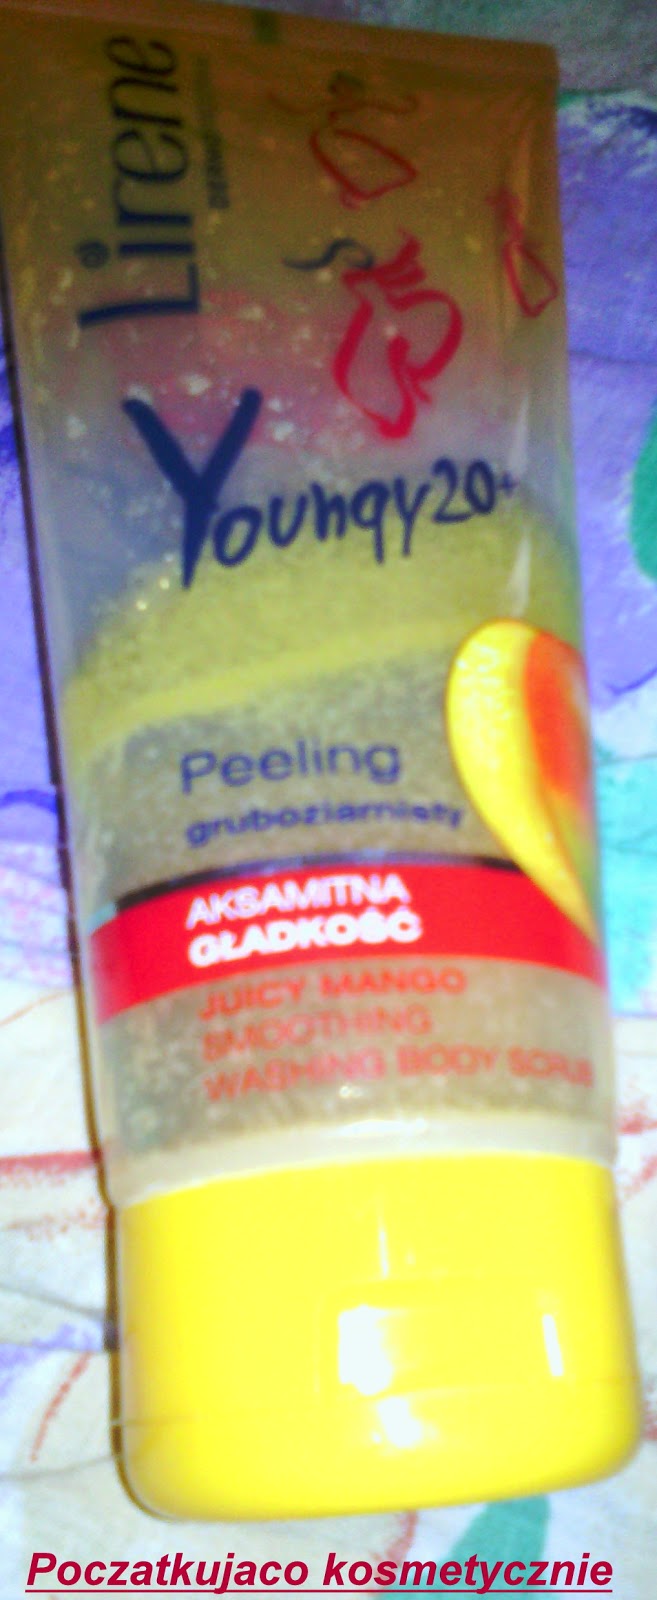 Lirene
Youngy20+
Peeling
gruboziarnisty
AKSAMITNA
GŁADKOŚĆ
JUICY MANGO
SMOOTHING
WASHING BODY SCRUB
Poczatkujaco kosmetycznie